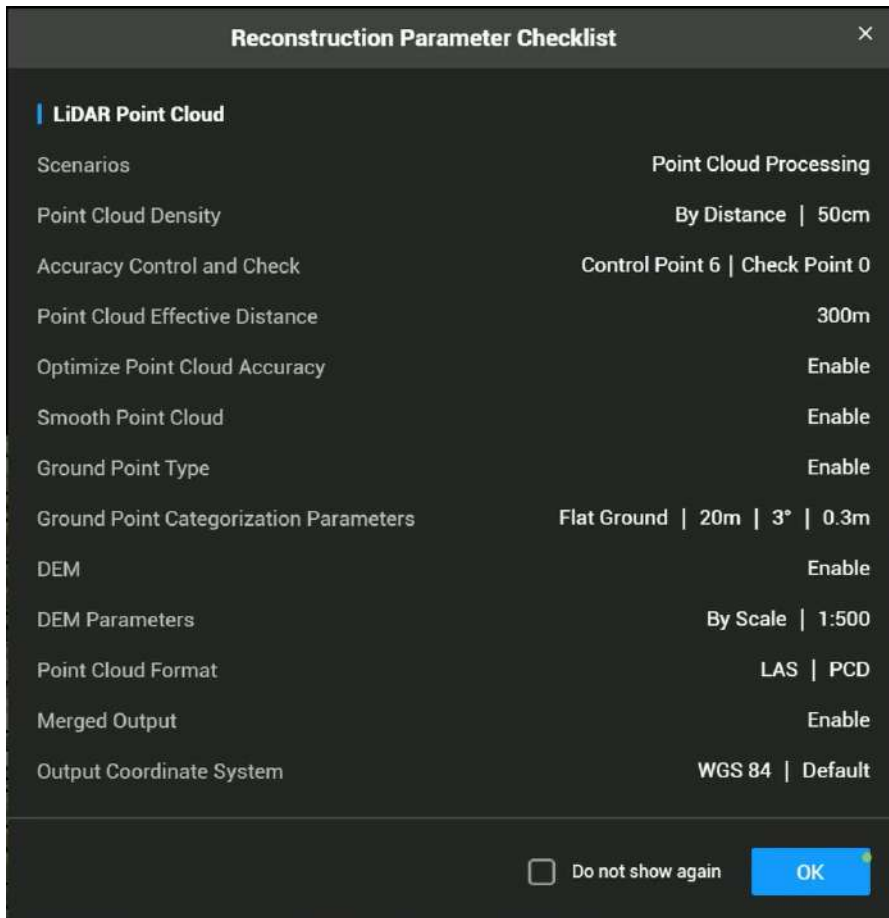 Reconstruction Parameter Checklist
LiDAR Point Cloud
Scenarios Point Cloud Processing
Point Cloud Density By Distance | 50cm
Accuracy Control and Check Control Point 6 | Check Point 0
Point Cloud Effective Distance 300m
Optimize Point Cloud Accuracy Enable
Smooth Point Cloud Enable
Ground Point Type Enable
Ground Point Categorization Parameters Flat Ground | 20m | 3° | 0.3m
DEM Enable
DEM Parameters By Scale | 1:500
Point Cloud Format LAS | PCD
Merged Output Enable
Output Coordinate System WGS 84 | Default
Do not show again OK